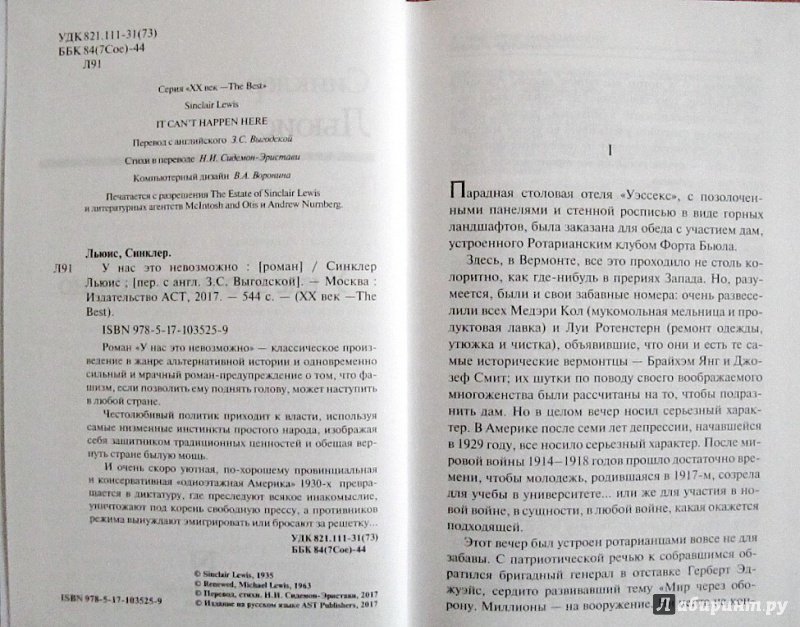 УДК 821.111-31(73)
ББК 84(7Сое)-44
Л91
Серия «XX век —The Best»
Sinclair Lewis
IT CAN'T HAPPEN HERE
Перевод с английского З.С. Выгодской
Стихи в переводе Н.И. Сидемон-Эристави
Компьютерный дизайн В.А. Воронина
Печатается с разрешения The Estate of Sinclair Lewis
и литературных агентств McIntosh and Otis и Andrew Nurnberg.
Льюис, Синклер.
Л91 У нас это невозможно : [роман] / Синклер
Льюис ; [пер. с англ. З.С. Выгодской]. — Москва :
Издательство АСТ, 2017. — 544 с. — (XX век —The
Best).
ISBN 978-5-17-103525-9
Роман «У нас это невозможно» — классическое произ-
ведение в жанре альтернативной истории и одновременно
сильный и мрачный роман-предупреждение о том, что фа-
шизм, если позволить ему поднять голову, может наступить
в любой стране.
Честолюбивый политик приходит к власти, используя
самые низменные инстинкты простого народа, изображая
себя защитником традиционных ценностей и обещая вер-
нуть стране былую мощь.
И очень скоро уютная, по-хорошему провинциальная
и консервативная «одноэтажная Америка» 1930-х превра-
щается в диктатуру, где преследуют всякое инакомыслие,
уничтожают под корень свободную прессу, а противников
режима вынуждают эмигрировать или бросают за решетку...
УДК 821.111-31(73)
ББК 84(7Сое)-44
© Sinclair Lewis, 1935
© Renewed, Michael Lewis, 1963
© Перевод, стихи. Н.И. Сидемон-Эристави, 2017
ISBN 978-5-17-103525-9 © Издание на русском языке AST Publishers, 2017
I
Парадная столовая отеля «Уэссекс», с позолочен-
ными панелями и стенной росписью в виде горных
ландшафтов, была заказана для обеда с участием дам,
устроенного Ротарианским клубом Форта Бьюла.
Здесь, в Вермонте, все это проходило не столь ко-
лоритно, как где-нибудь в прериях Запада. Но, разу-
меется, были и свои забавные номера: очень развесе-
лили всех Медэри Кол (мукомольная мельница и про-
дуктовая лавка) и Луи Ротенстерн (ремонт одежды,
утюжка и чистка), объявившие, что они и есть те са-
мые исторические вермонтцы — Брайхэм Янг и Джо-
зеф Смит; их шутки по поводу своего воображаемого
многоженства были рассчитаны на то, чтобы подраз-
нить дам. Но в целом вечер носил серьезный харак-
тер. В Америке после семи лет депрессии, начавшейся
в 1929 году, все носило серьезный характер. После ми-
ровой войны 1914–1918 годов прошло достаточно вре-
мени, чтобы молодежь, родившаяся в 1917-м, созрела
для учебы в университете... или же для участия в но-
вой войне, в сущности, в любой войне, какая окажется
подходящей.
Этот вечер был устроен ротарианцами вовсе не для
забавы. С патриотической речью к собравшимся об-
ратился бригадный генерал в отставке Герберт Эд-
жуэйс, сердито развивавший тему «Мир через обо-
рону. Миллионы — на вооружение
Лабиринт.ру